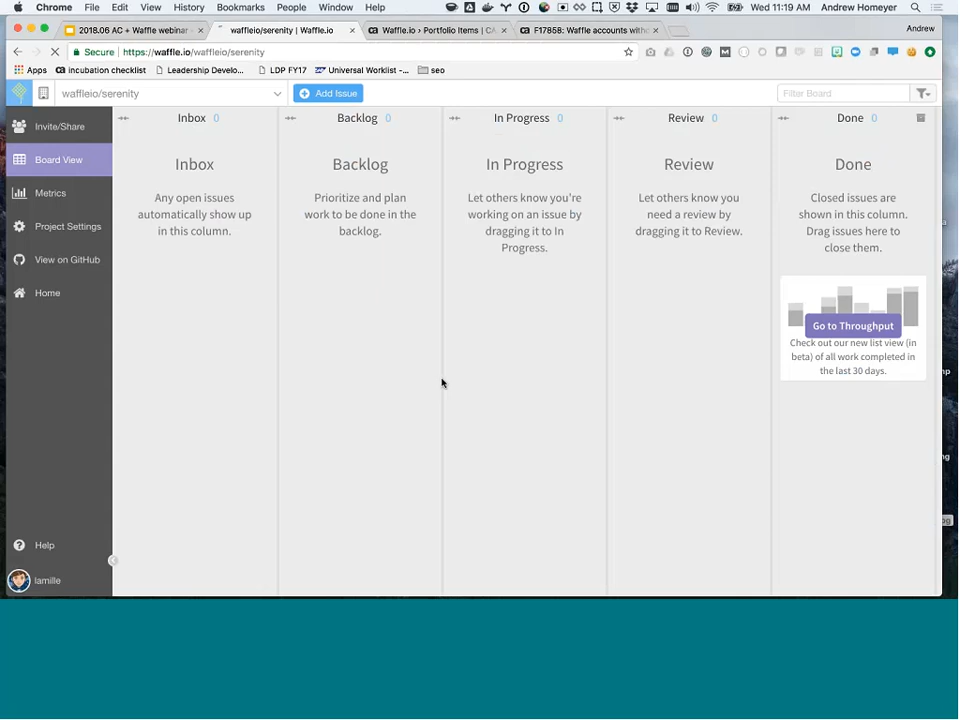 Chrome File Edit View History Bookmarks People Window Help Wed 11:19 AM Andrew Homeyer
2018.06 AC + Waffle webinar - waffleio/serenity | Waffle.io Waffle.io › Portfolio Items | CA F17858: Waffle accounts with Andrew
Secure https://waffle.io/waffleio/serenity
Apps incubation checklist Leadership Develo... LDP FY17 Universal Worklist -... seo
waffleio/serenity Add Issue Filter Board
Invite/Share
Board View
Metrics
Project Settings
View on GitHub
Home
Help
lamille
Inbox 0 Backlog 0 In Progress 0 Review 0 Done 0
Inbox
Any open issues
automatically show up
in this column.
Backlog
Prioritize and plan
work to be done in the
backlog.
In Progress
Let others know you're
working on an issue by
dragging it to In
Progress.
Review
Let others know you
need a review by
dragging it to Review.
Done
Closed issues are
shown in this column.
Drag issues here to
close them.
Go to Throughput
Check out our new list view (in
beta) of all work completed in
the last 30 days.